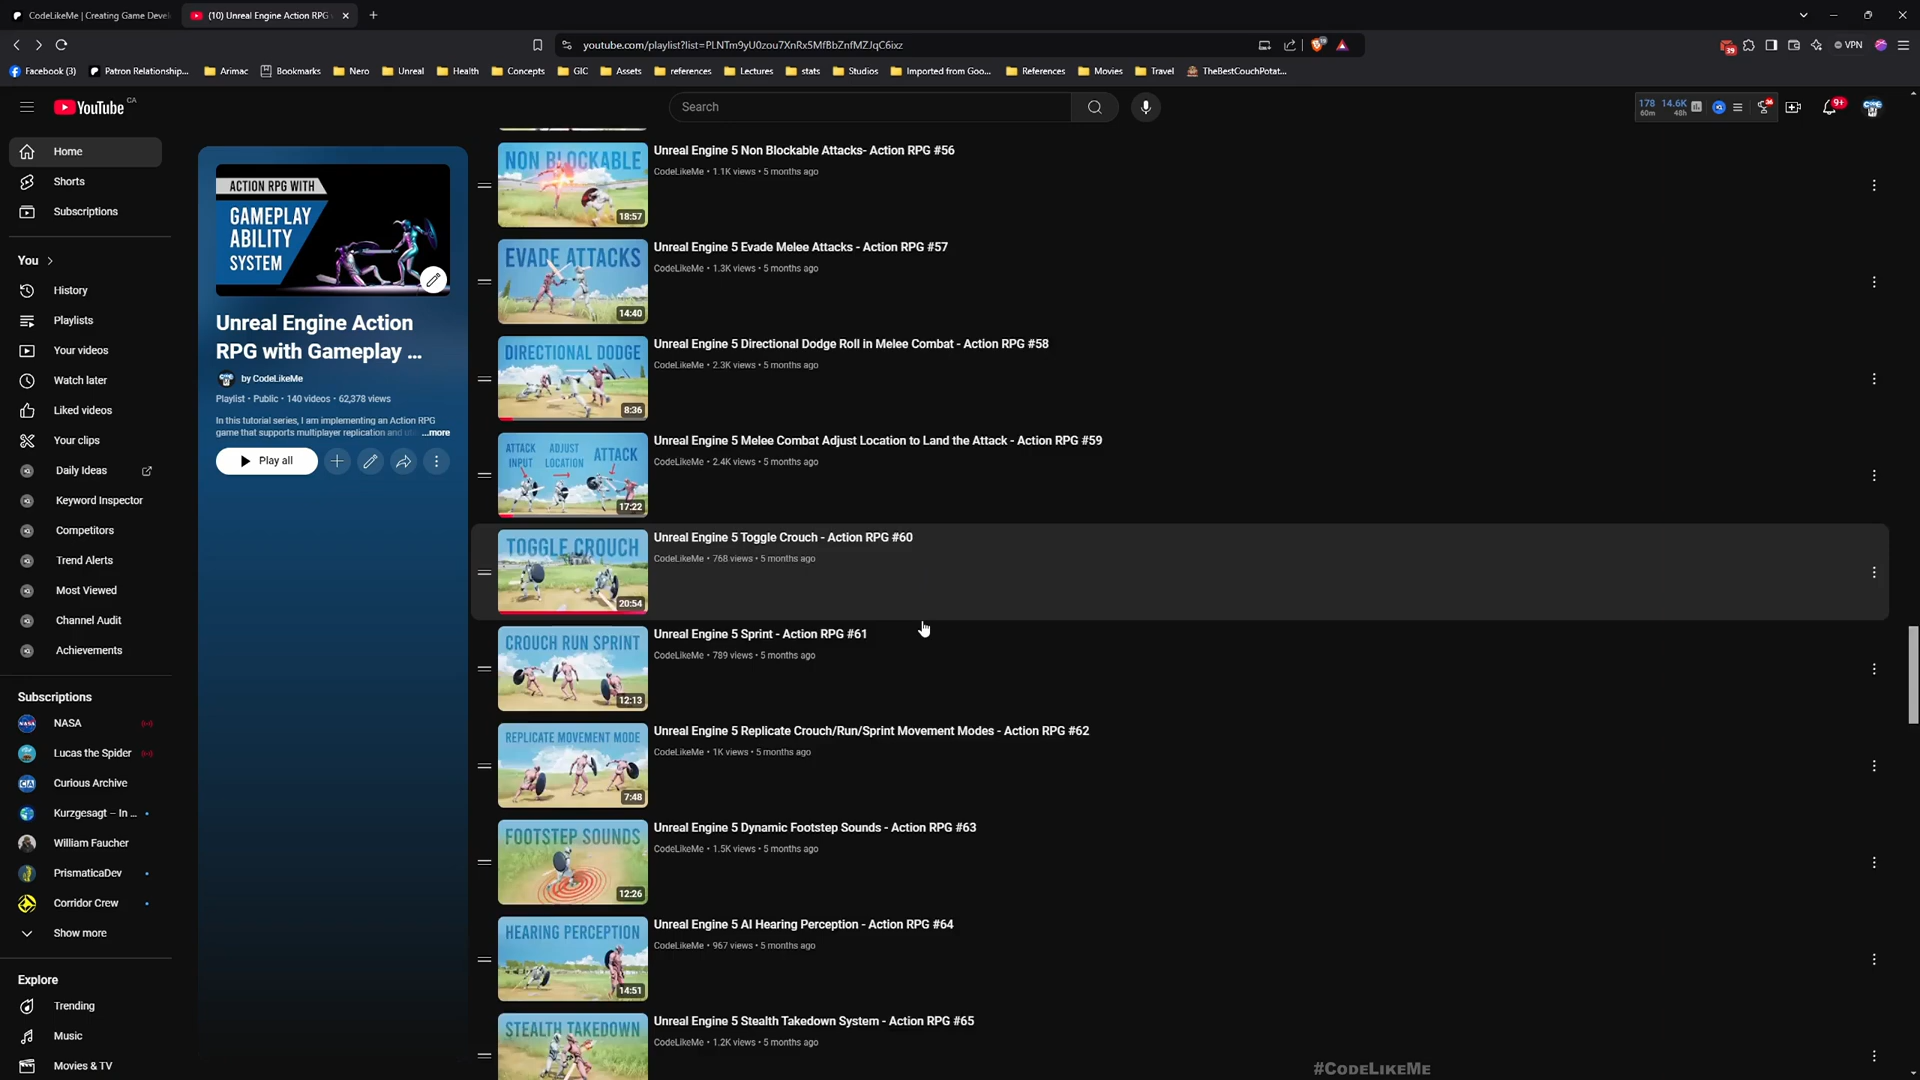 CodeLikeMe | Creating Game Devel
(10) Unreal Engine Action RPG
youtube.com/playlist?list=PLNTm9yU0zou7XnRx5MfBbZnfMZJqC6ixz
39
19
VPN
Facebook (3)
Patron Relationship...
Arimac
Bookmarks
Nero
Unreal
Health
Concepts
GIC
Assets
references
Lectures
stats
Studios
Imported from Goo...
References
Movies
Travel
TheBestCouchPotat...
YouTube CA
Search
178 60m
14.6K 48h
9+
Home
Shorts
Subscriptions
You
History
Playlists
Your videos
Watch later
Liked videos
Your clips
Daily Ideas
Keyword Inspector
Competitors
Trend Alerts
Most Viewed
Channel Audit
Achievements
Subscriptions
NASA
Lucas the Spider
Curious Archive
Kurzgesagt – In ...
William Faucher
PrismaticaDev
Corridor Crew
Show more
Explore
Trending
Music
Movies & TV
ACTION RPG WITH
GAMEPLAY
ABILITY
SYSTEM
Unreal Engine Action
RPG with Gameplay ...
by CodeLikeMe
Playlist • Public • 140 videos • 62,378 views
In this tutorial series, I am implementing an Action RPG
game that supports multiplayer replication and
...more
Play all
NON BLOCKABLE
18:57
Unreal Engine 5 Non Blockable Attacks- Action RPG #56
CodeLikeMe • 1.1K views • 5 months ago
EVADE ATTACKS
14:40
Unreal Engine 5 Evade Melee Attacks - Action RPG #57
CodeLikeMe • 1.3K views • 5 months ago
DIRECTIONAL DODGE
8:36
Unreal Engine 5 Directional Dodge Roll in Melee Combat - Action RPG #58
CodeLikeMe • 2.3K views • 5 months ago
ATTACK INPUT
ADJUST LOCATION
ATTACK
17:22
Unreal Engine 5 Melee Combat Adjust Location to Land the Attack - Action RPG #59
CodeLikeMe • 2.4K views • 5 months ago
TOGGLE CROUCH
20:54
Unreal Engine 5 Toggle Crouch - Action RPG #60
CodeLikeMe • 768 views • 5 months ago
CROUCH RUN SPRINT
12:13
Unreal Engine 5 Sprint - Action RPG #61
CodeLikeMe • 789 views • 5 months ago
REPLICATE MOVEMENT MODE
7:48
Unreal Engine 5 Replicate Crouch/Run/Sprint Movement Modes - Action RPG #62
CodeLikeMe • 1K views • 5 months ago
FOOTSTEP SOUNDS
12:26
Unreal Engine 5 Dynamic Footstep Sounds - Action RPG #63
CodeLikeMe • 1.5K views • 5 months ago
HEARING PERCEPTION
14:51
Unreal Engine 5 AI Hearing Perception - Action RPG #64
CodeLikeMe • 967 views • 5 months ago
STEALTH TAKEDOWN
Unreal Engine 5 Stealth Takedown System - Action RPG #65
CodeLikeMe • 1.2K views • 5 months ago
#CodeLikeMe